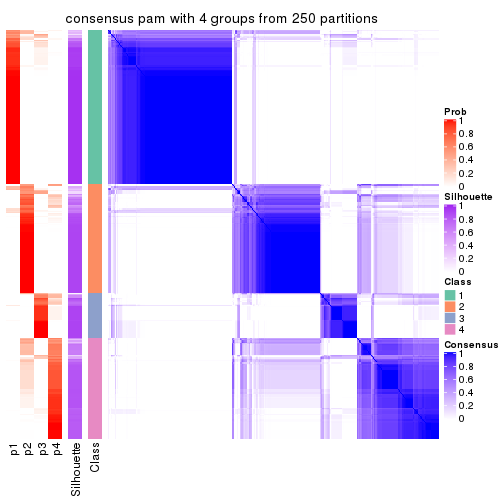 consensus pam with 4 groups from 250 partitions
Prob
1
0.8
0.6
0.4
0.2
0
Silhouette
1
0.8
0.6
0.4
0.2
0
Class
1
2
3
4
Consensus
1
0.8
0.6
0.4
0.2
0
p1
p2
p3
p4
Silhouette
Class